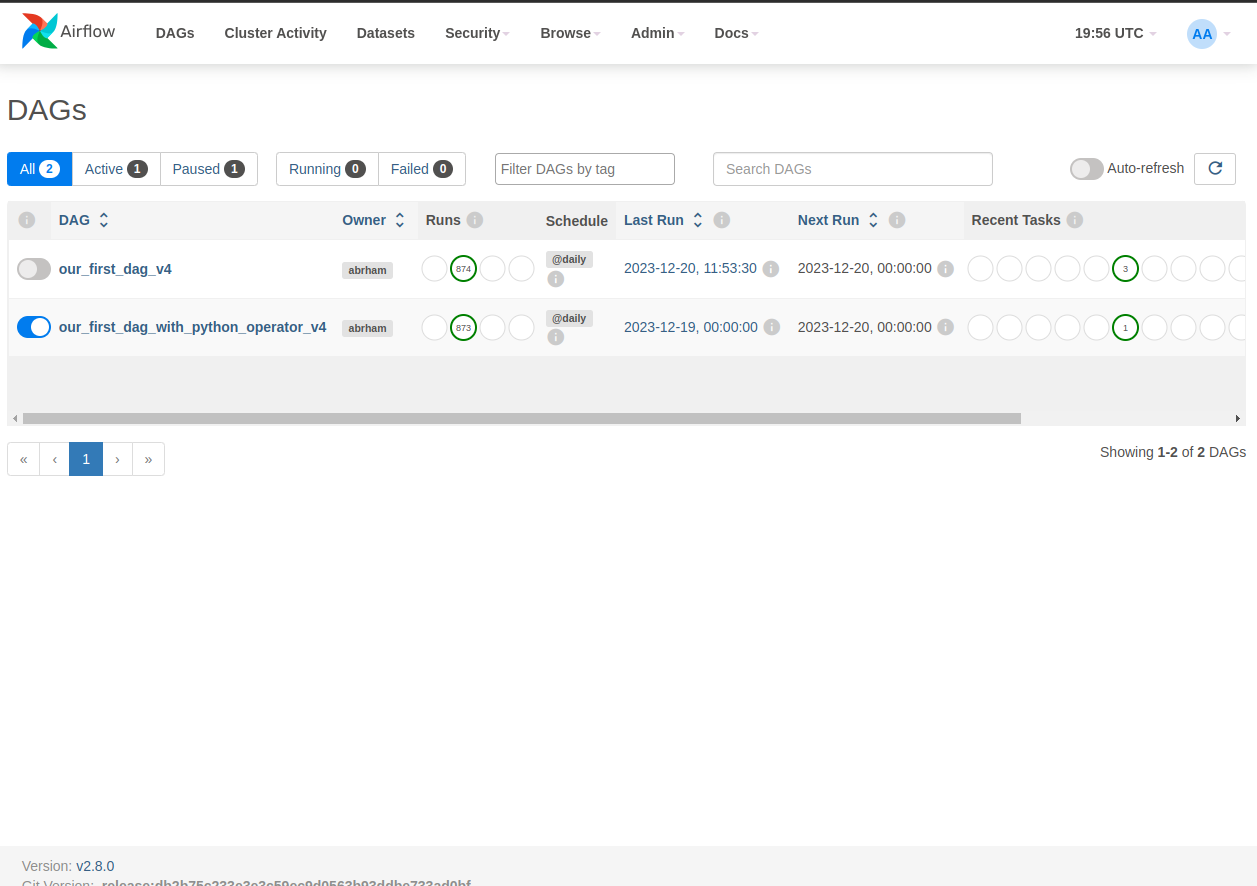 Airflow DAGs Cluster Activity Datasets Security Browse Admin Docs 19:56 UTC AA
DAGs
All 2 Active 1 Paused 1 Running 0 Failed 0 Filter DAGs by tag Search DAGs Auto-refresh
i DAG Owner Runs i Schedule Last Run i Next Run i Recent Tasks i
our_first_dag_v4 abrham 874 @daily i 2023-12-20, 11:53:30 i 2023-12-20, 00:00:00 i 3
our_first_dag_with_python_operator_v4 abrham 873 @daily i 2023-12-19, 00:00:00 i 2023-12-20, 00:00:00 i 1
« ‹ 1 › » Showing 1-2 of 2 DAGs
Version: v2.8.0
Git Version: